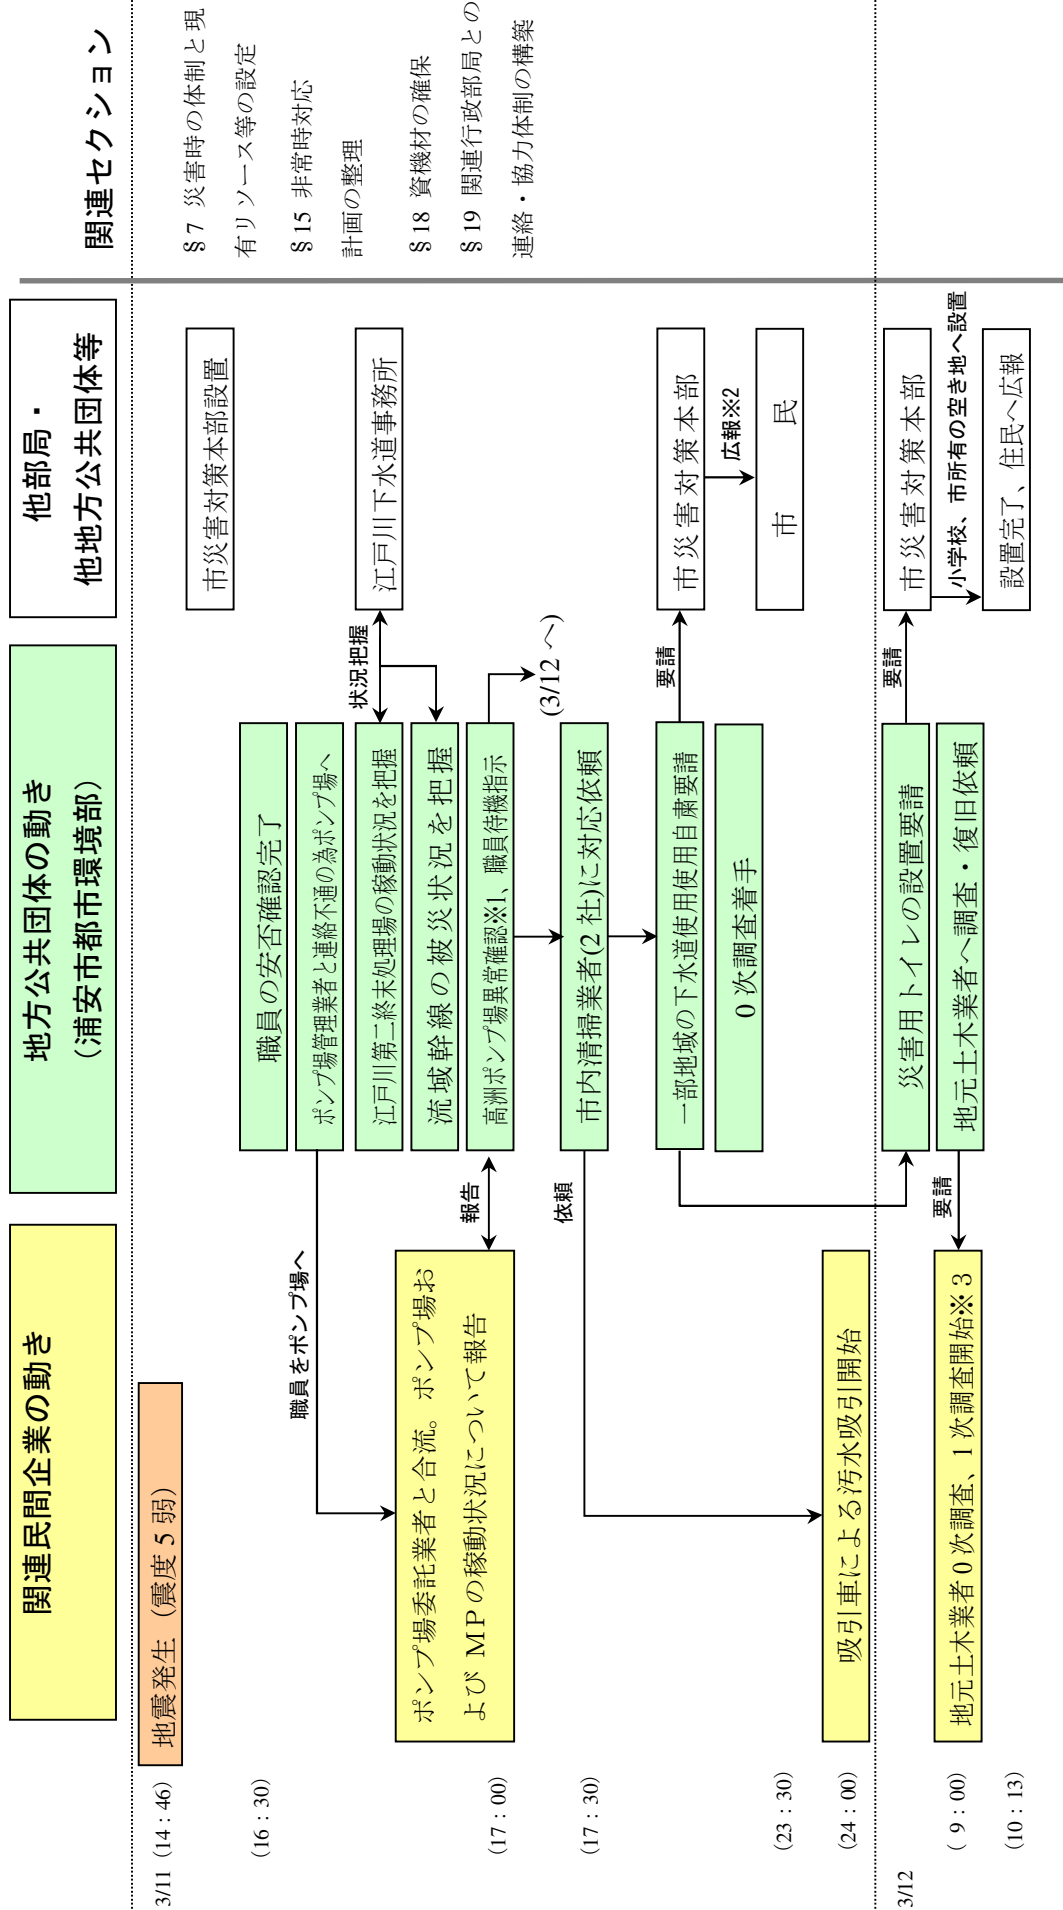 関連民間企業の動き
地方公共団体の動き
（浦安市都市環境部）
他部局・
他地方公共団体等
関連セクション
3/11 (14：46)
地震発生（震度 5 弱）
市災害対策本部設置
§7 災害時の体制と現
有リソース等の設定
§15 非常時対応
計画の整理
§18 資機材の確保
§19 関連行政部局との
連絡・協力体制の構築
(16：30)
職員の安否確認完了
ポンプ場管理業者と連絡不通の為ポンプ場へ
職員をポンプ場へ
江戸川第二終末処理場の稼動状況を把握
状況把握
江戸川下水道事務所
流域幹線の被災状況を把握
ポンプ場委託業者と合流。ポンプ場お
よび MP の稼動状況について報告
報告
(17：00)
高洲ポンプ場異常確認※1、職員待機指示
(3/12 へ)
(17：30)
依頼
市内清掃業者(2 社)に対応依頼
一部地域の下水道使用使用自粛要請
要請
市災害対策本部
広報※2
0 次調査着手
市　民
(23：30)
(24：00)
吸引車による汚水吸引開始
3/12
災害用トイレの設置要請
要請
市災害対策本部
小学校、市所有の空き地へ設置
( 9：00)
地元土木業者 0 次調査、1 次調査開始※ 3
要請
地元土木業者へ調査・復旧依頼
(10：13)
設置完了、住民へ広報